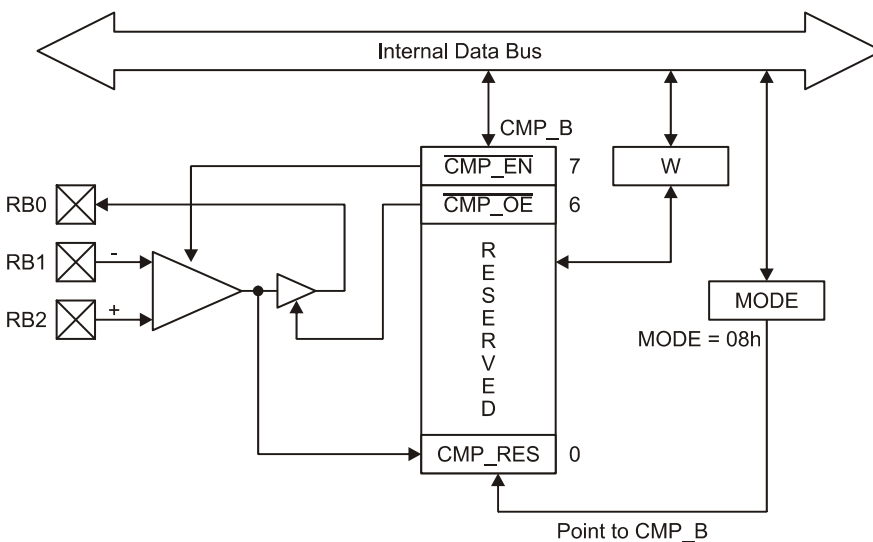 Internal Data Bus
CMP_B
CMP_EN 7
W
RB0
CMP_OE 6
RB1 -
RB2 +
RESERVED
MODE
MODE = 08h
CMP_RES 0
Point to CMP_B